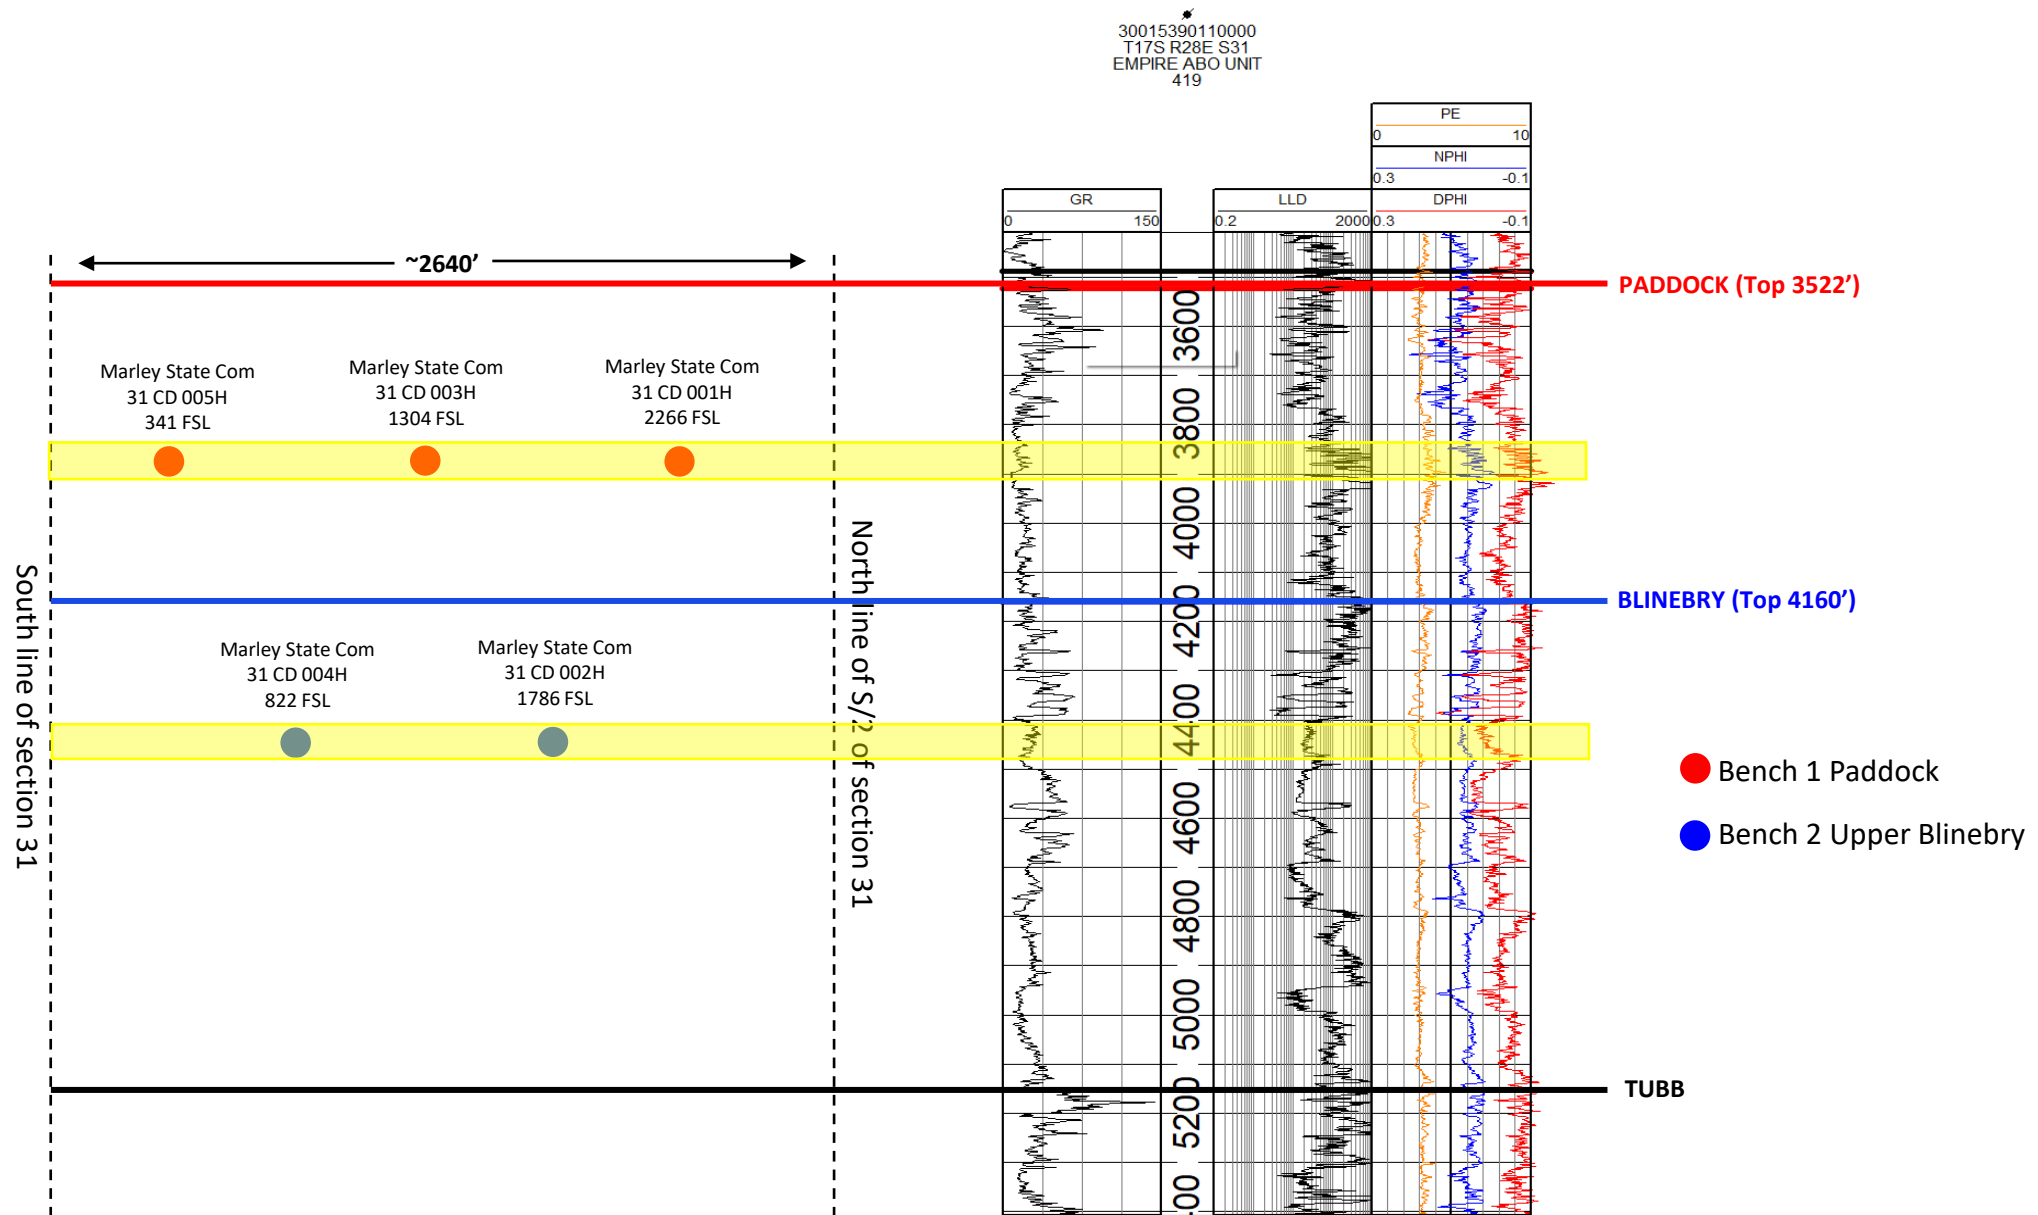 30015390110000
T17S R28E S31
EMPIRE ABO UNIT
419
PE
0 10
NPHI
0.3 -0.1
GR
0 150
LLD
0.2 2000
DPHI
0.3 -0.1
~2640’
PADDOCK (Top 3522’)
3600
Marley State Com
31 CD 005H
341 FSL
Marley State Com
31 CD 003H
1304 FSL
Marley State Com
31 CD 001H
2266 FSL
3800
4000
South line of section 31
North line of S/2 of section 31
BLINEBRY (Top 4160’)
4200
Marley State Com
31 CD 004H
822 FSL
Marley State Com
31 CD 002H
1786 FSL
4400
Bench 1 Paddock
4600
Bench 2 Upper Blinebry
4800
5000
TUBB
5200
00